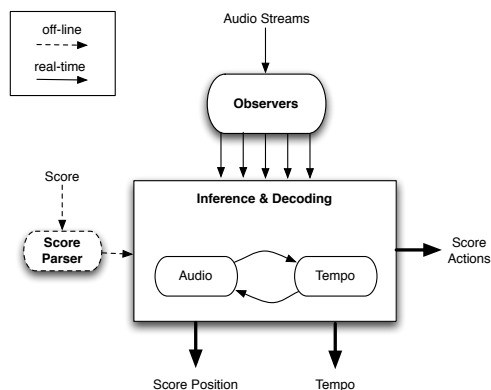 Audio Streams
off-line
real-time
Observers
Score
Inference & Decoding
Score
Parser
Audio
Tempo
Score
Actions
Score Position
Tempo